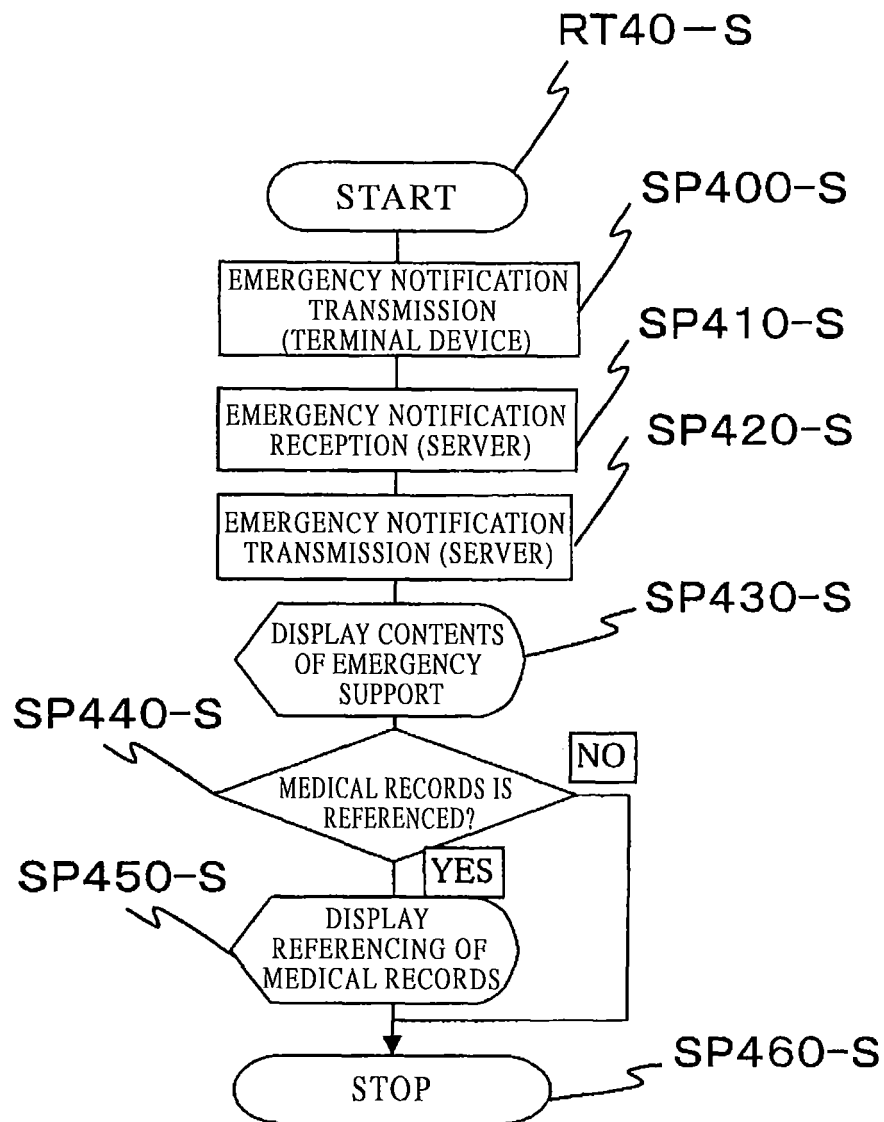 RT40-S
START
SP400-S
EMERGENCY NOTIFICATION
TRANSMISSION
(TERMINAL DEVICE)
SP410-S
EMERGENCY NOTIFICATION
RECEPTION (SERVER)
SP420-S
EMERGENCY NOTIFICATION
TRANSMISSION (SERVER)
SP430-S
DISPLAY CONTENTS
OF EMERGENCY
SUPPORT
SP440-S
NO
MEDICAL RECORDS IS
REFERENCED?
YES
SP450-S
DISPLAY
REFERENCING OF
MEDICAL RECORDS
SP460-S
STOP